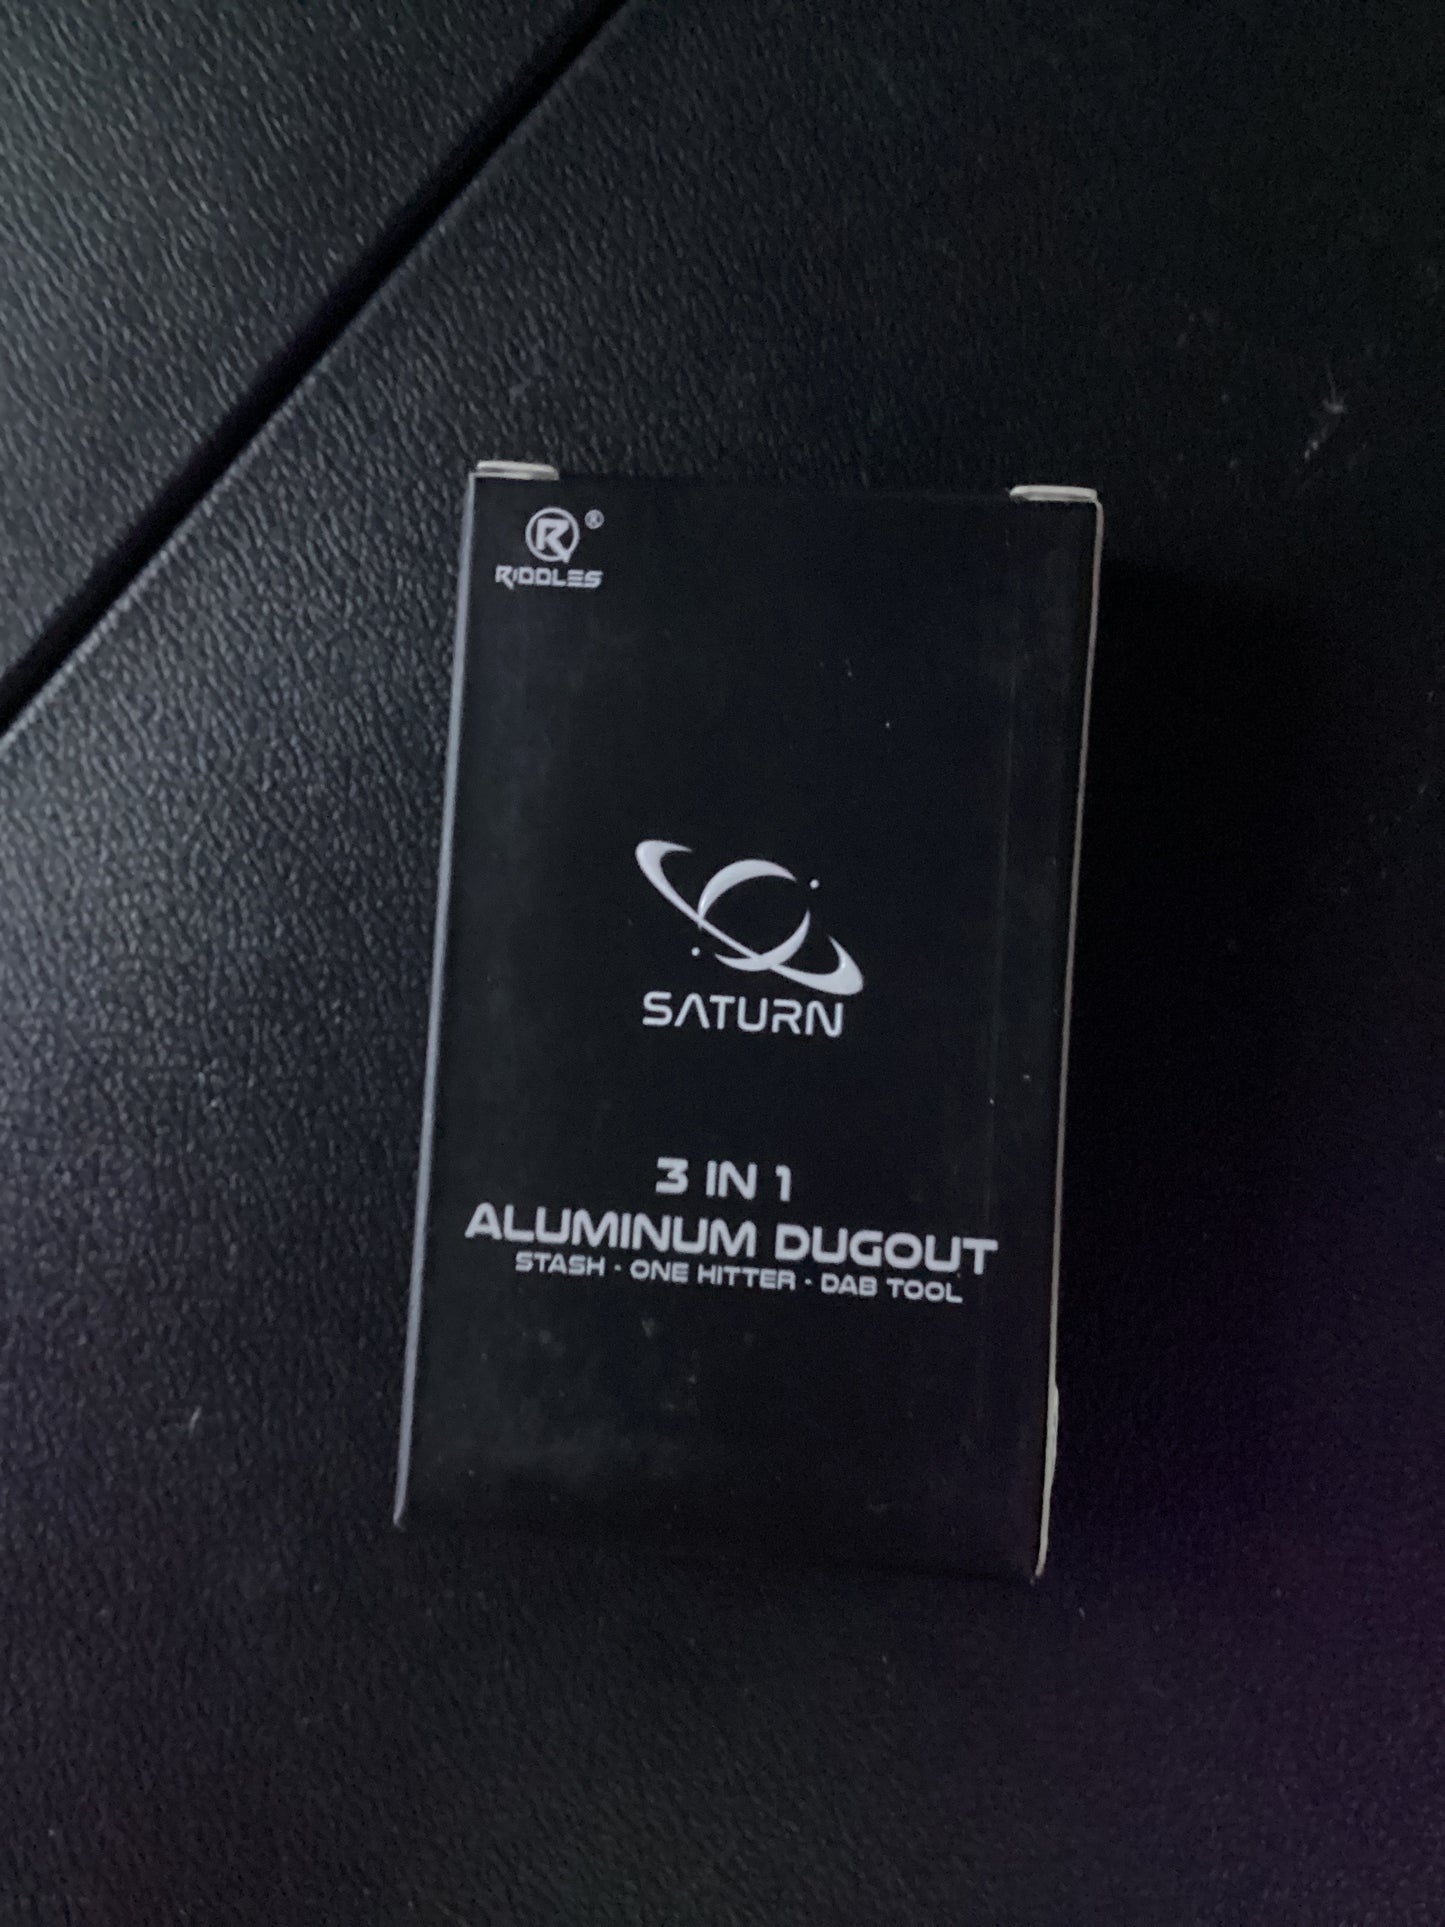 R ®
RIDDLES
SATURN
3 IN 1
ALUMINUM DUGOUT
STASH · ONE HITTER · DAB TOOL